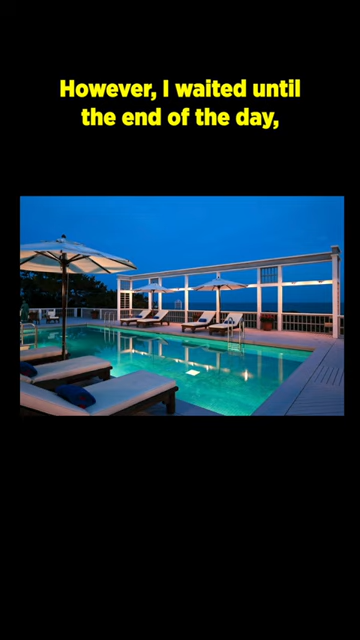 However, I waited until
the end of the day,